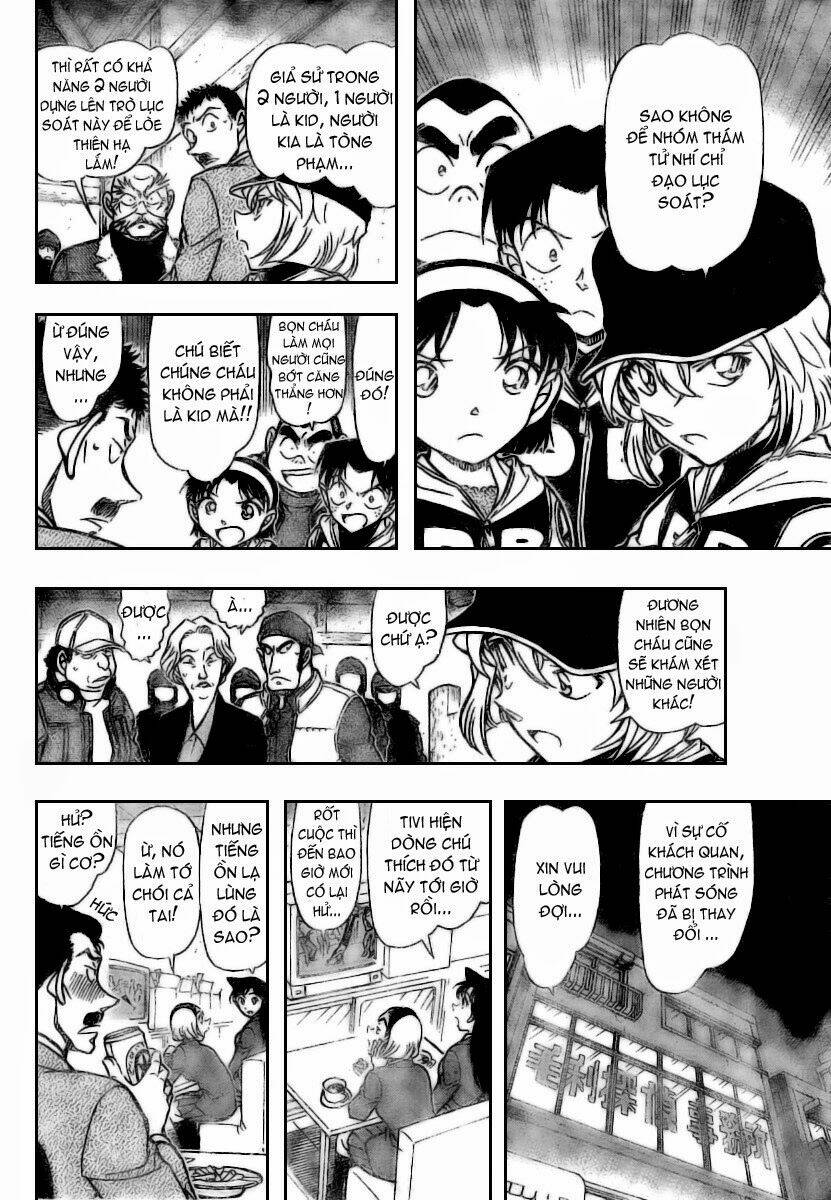 SAO KHÔNG
ĐỂ NHÓM THÁM
TỬ NHÍ CHỈ
ĐẠO LỤC
SOÁT?
GIẢ SỬ TRONG
2 NGƯỜI, 1 NGƯỜI
LÀ KID, NGƯỜI
KIA LÀ TÒNG
PHẠM...
THÌ RẤT CÓ KHẢ
NĂNG 2 NGƯỜI
DỰNG LÊN TRÒ LỤC
SOÁT NÀY ĐỂ LÒE
THIÊN HẠ
LẮM!
ĐÚNG
ĐÓ!
BỌN CHÁU
LÀM MỌI
NGƯỜI CŨNG
BỚT CĂNG
THẲNG HƠN
!
CHÚ BIẾT
CHÚNG CHÁU
KHÔNG PHẢI
LÀ KID MÀ!!
Ừ ĐÚNG
VẬY,
NHƯNG
...
ĐƯƠNG
NHIÊN BỌN
CHÁU CŨNG
SẼ KHÁM XÉT
NHỮNG NGƯỜI
KHÁC!
ĐƯỢC
CHỨ Ạ?
À...
ĐƯỢC
...
VÌ SỰ CỐ
KHÁCH QUAN,
CHƯƠNG TRÌNH
PHÁT SÓNG
ĐÃ BỊ THAY
ĐỔI ...
XIN VUI
LÒNG
ĐỢI...
毛利探偵事務所
TIVI HIỆN
DÒNG CHÚ
THÍCH ĐÓ TỪ
NÃY TỚI GIỜ
RỒI...
RỐT
CUỘC THÌ
ĐẾN BAO
GIỜ MỚI
CÓ LẠI
HỬ...
NHƯNG
TIẾNG
ỒN LẠ
LÙNG
ĐÓ LÀ
SAO?
Ừ, NÓ
LÀM TỚ
CHÓI CẢ
TAI!
HỬ?
TIẾNG ỒN
GÌ CƠ?
HỨC